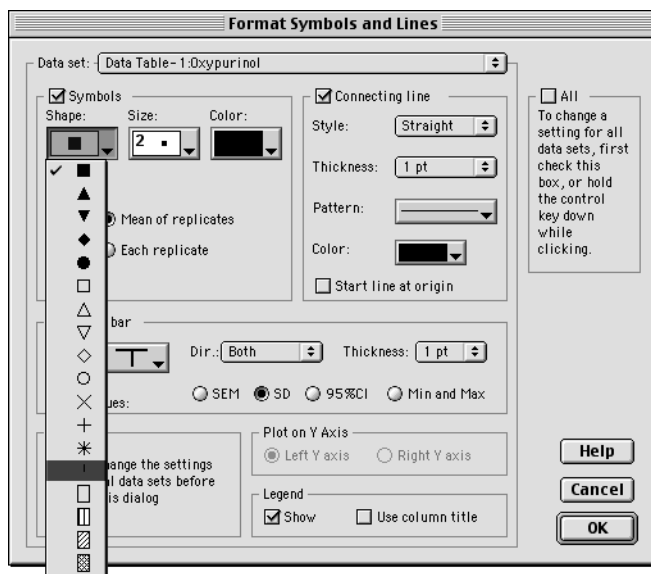 Format Symbols and Lines
Data set: Data Table-1:Oxypurinol
Symbols
Shape: Size: Color:
2
Mean of replicates
Each replicate
Connecting line
Style: Straight
Thickness: 1 pt
Pattern:
Color:
Start line at origin
All
To change a
setting for all
data sets, first
check this
box, or hold
the control
key down
while
clicking.
bar
Dir.: Both Thickness: 1 pt
SEM SD 95%CI Min and Max
ange the settings
l data sets before
is dialog
Plot on Y Axis
Left Y axis Right Y axis
Legend
Show Use column title
Help
Cancel
OK